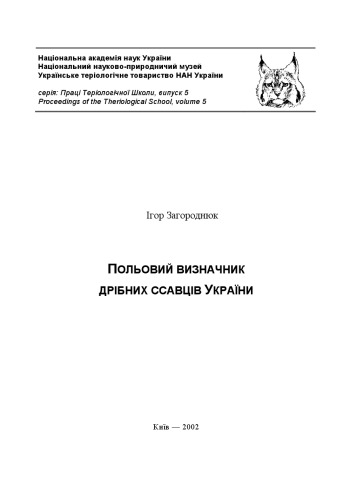 Національна академія наук України
Національний науково-природничий музей
Українське теріологічне товариство НАН України
серія: Праці Теріологічної Школи, випуск 5
Proceedings of the Theriological School, volume 5
Ігор Загороднюк
ПОЛЬОВИЙ ВИЗНАЧНИК
ДРІБНИХ ССАВЦІВ УКРАЇНИ
Київ — 2002